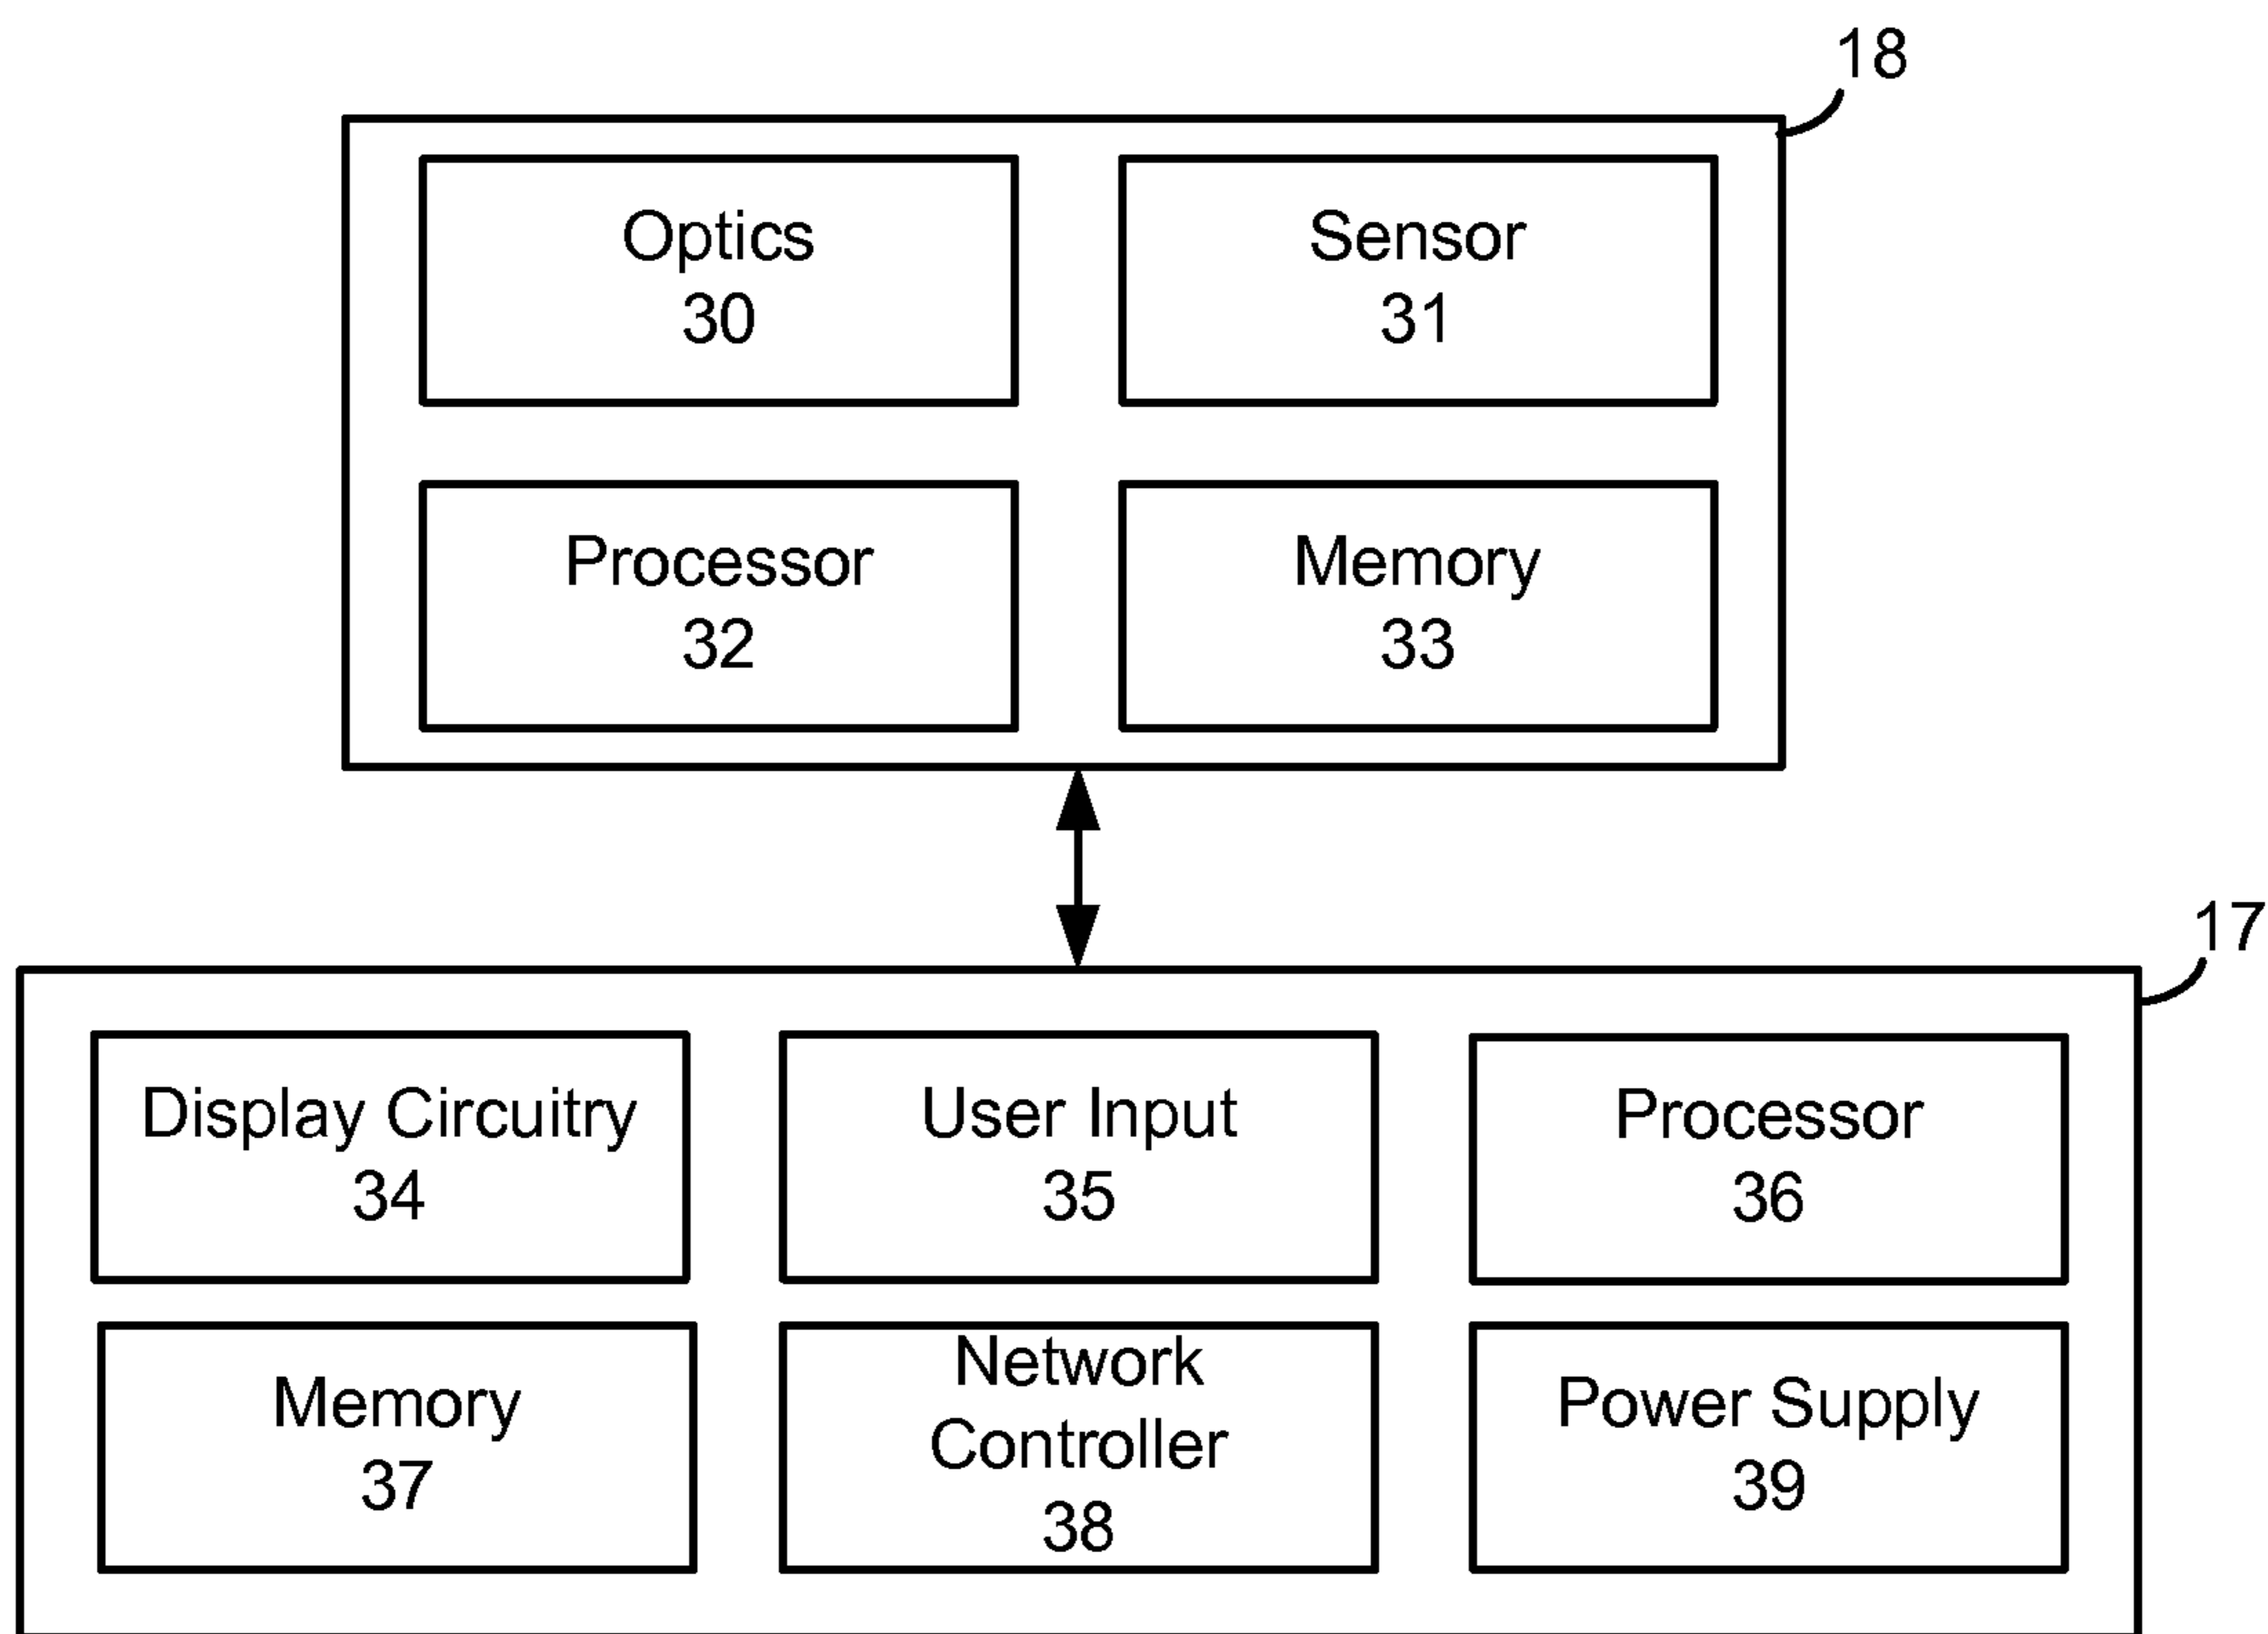 18
Optics
30
Sensor
31
Processor
32
Memory
33
17
Display Circuitry
34
User Input
35
Processor
36
Memory
37
Network
Controller
38
Power Supply
39